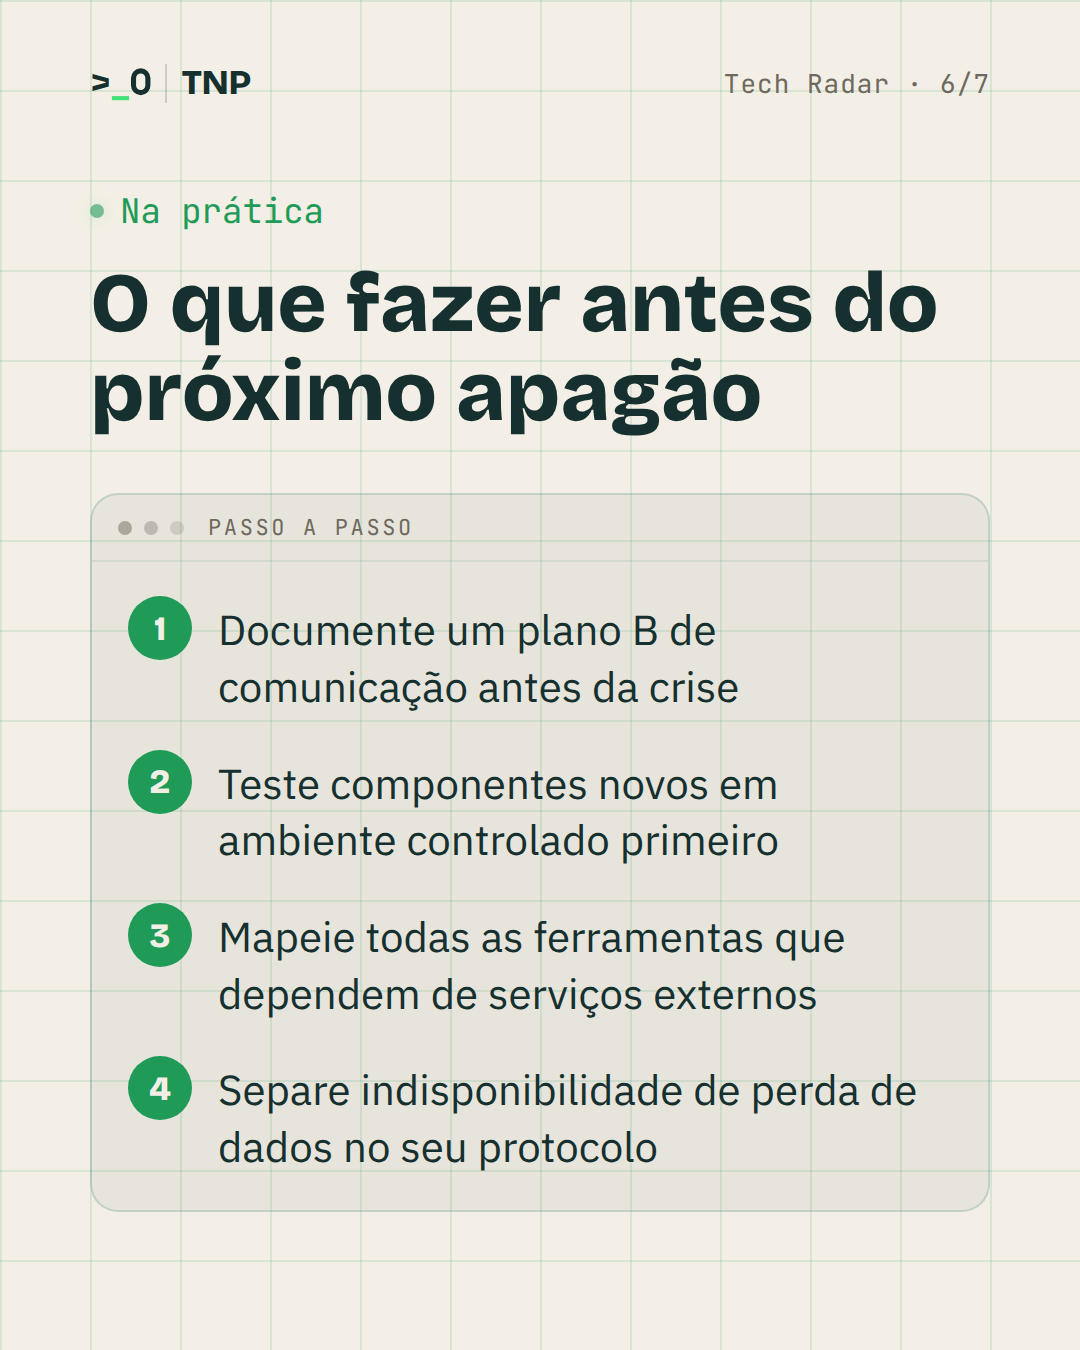 >_0 | TNP
Tech Radar · 6/7
Na prática
O que fazer antes do
próximo apagão
PASSO A PASSO
1 Documente um plano B de
comunicação antes da crise
2 Teste componentes novos em
ambiente controlado primeiro
3 Mapeie todas as ferramentas que
dependem de serviços externos
4 Separe indisponibilidade de perda de
dados no seu protocolo